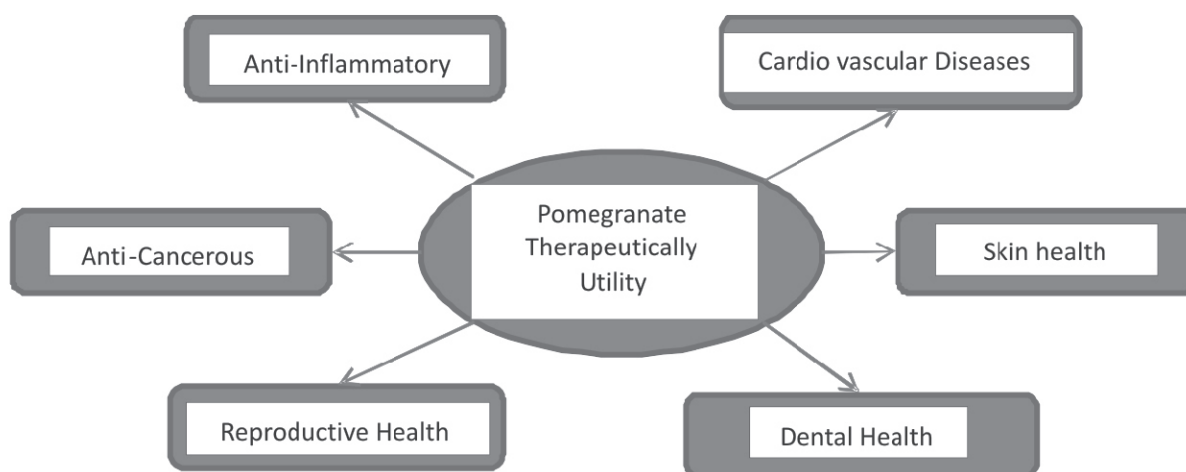 Anti-Inflammatory
Cardio vascular Diseases
Pomegranate
Therapeutically
Utility
Anti-Cancerous
Skin health
Reproductive Health
Dental Health